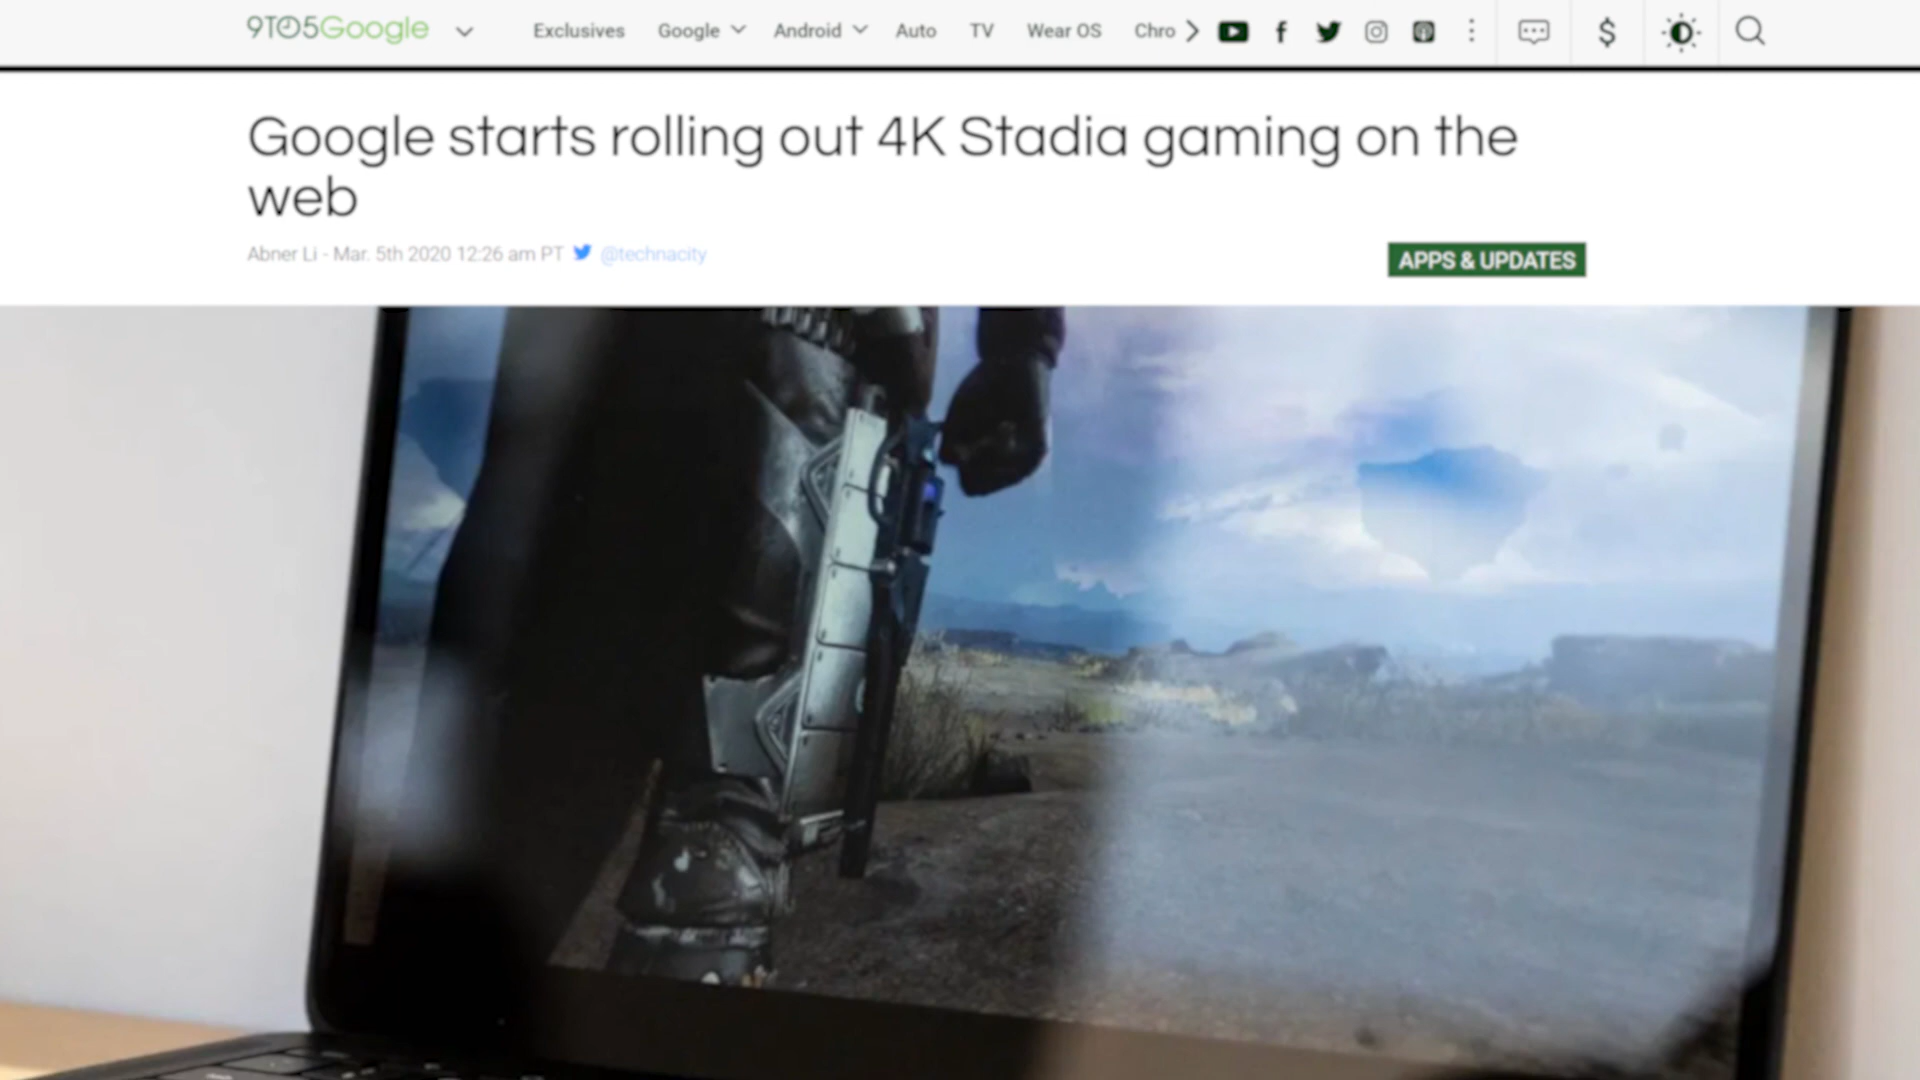 9TO5Google
Exclusives Google Android Auto TV Wear OS Chro
Google starts rolling out 4K Stadia gaming on the
web
Abner Li - Mar. 5th 2020 12:26 am PT @technacity
APPS & UPDATES